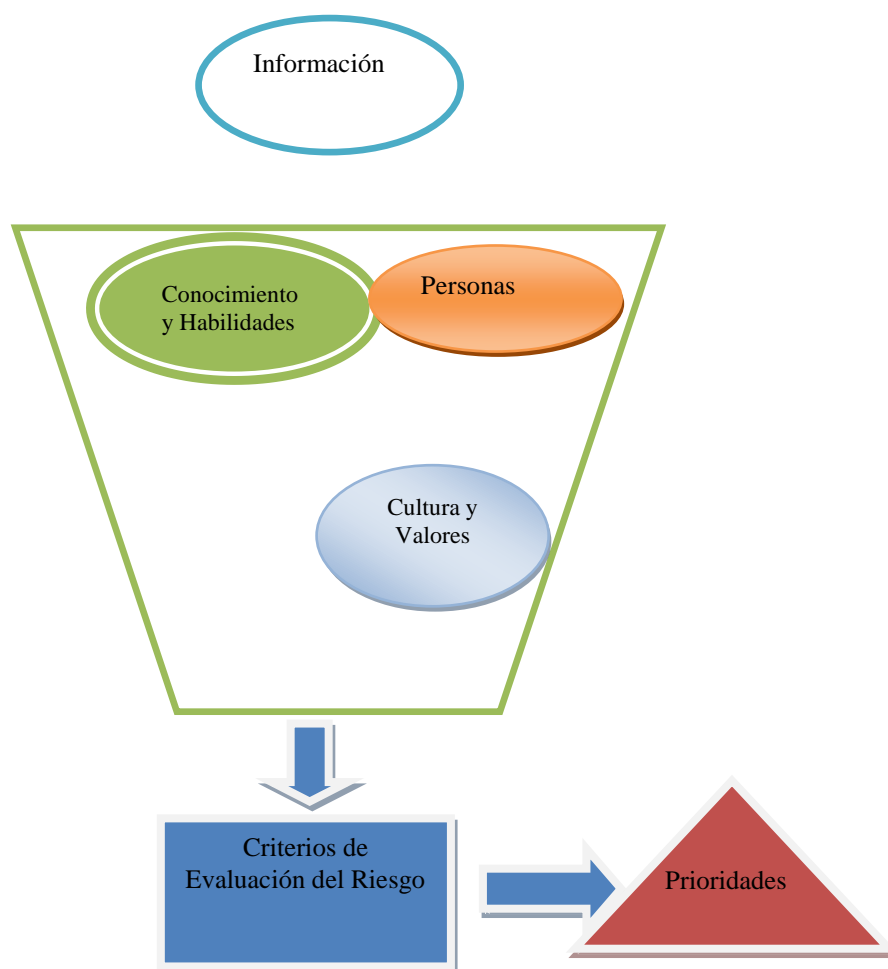 Información
Conocimiento
y Habilidades
Personas
Cultura y
Valores
Criterios de
Evaluación del Riesgo
Prioridades